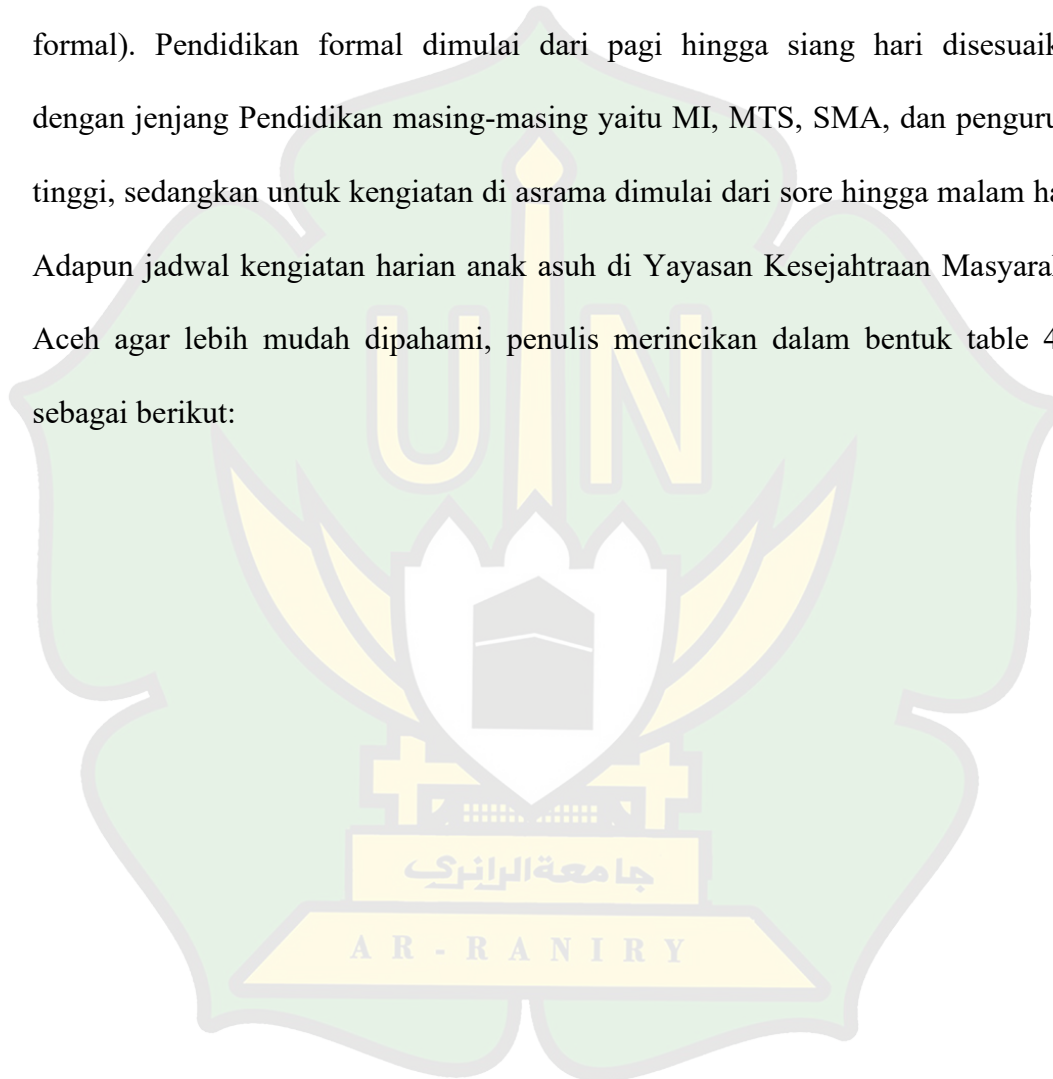 formal). Pendidikan formal dimulai dari pagi hingga siang hari disesuaik
dengan jenjang Pendidikan masing-masing yaitu MI, MTS, SMA, dan penguru
tinggi, sedangkan untuk kengiatan di asrama dimulai dari sore hingga malam ha
Adapun jadwal kengiatan harian anak asuh di Yayasan Kesejahtraan Masyaral
Aceh agar lebih mudah dipahami, penulis merincikan dalam bentuk table 4
sebagai berikut:
UIN
جامعةالرانري
AR-RANIRY